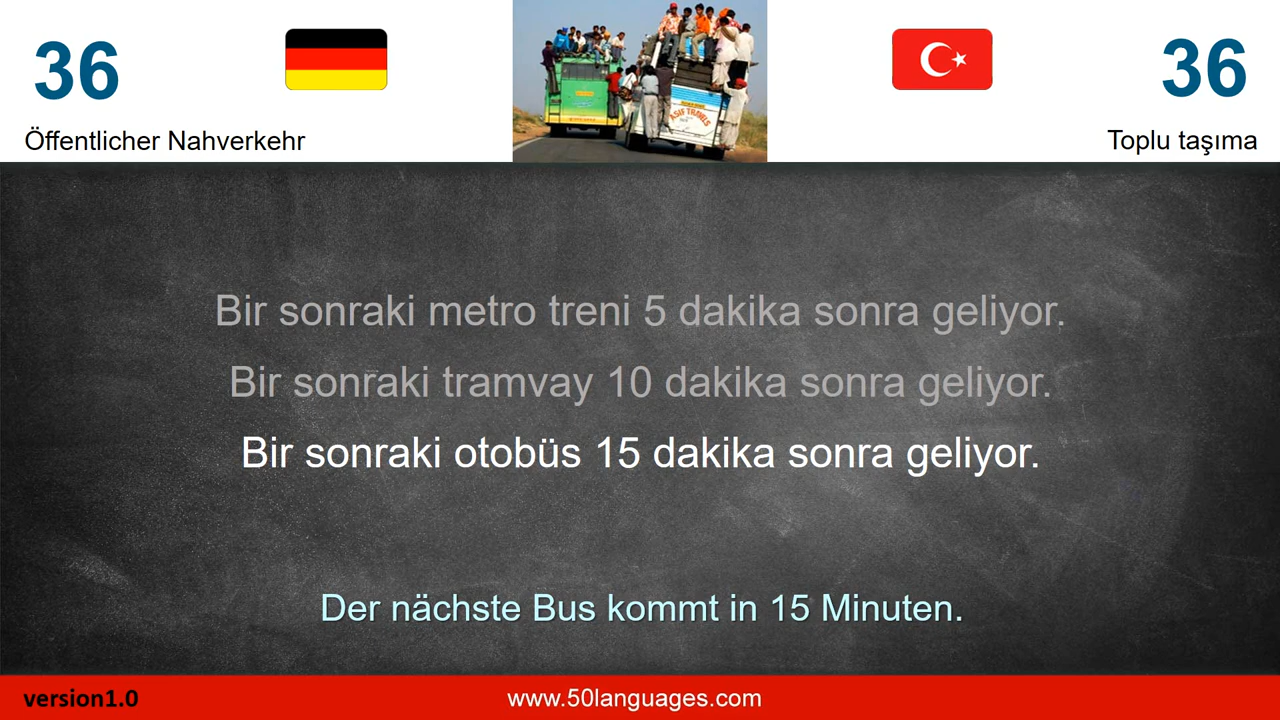 36
36
Öffentlicher Nahverkehr
Toplu taşıma
ASIF TRAVELS
Bir sonraki metro treni 5 dakika sonra geliyor.
Bir sonraki tramvay 10 dakika sonra geliyor.
Bir sonraki otobüs 15 dakika sonra geliyor.
Der nächste Bus kommt in 15 Minuten.
version1.0
www.50languages.com